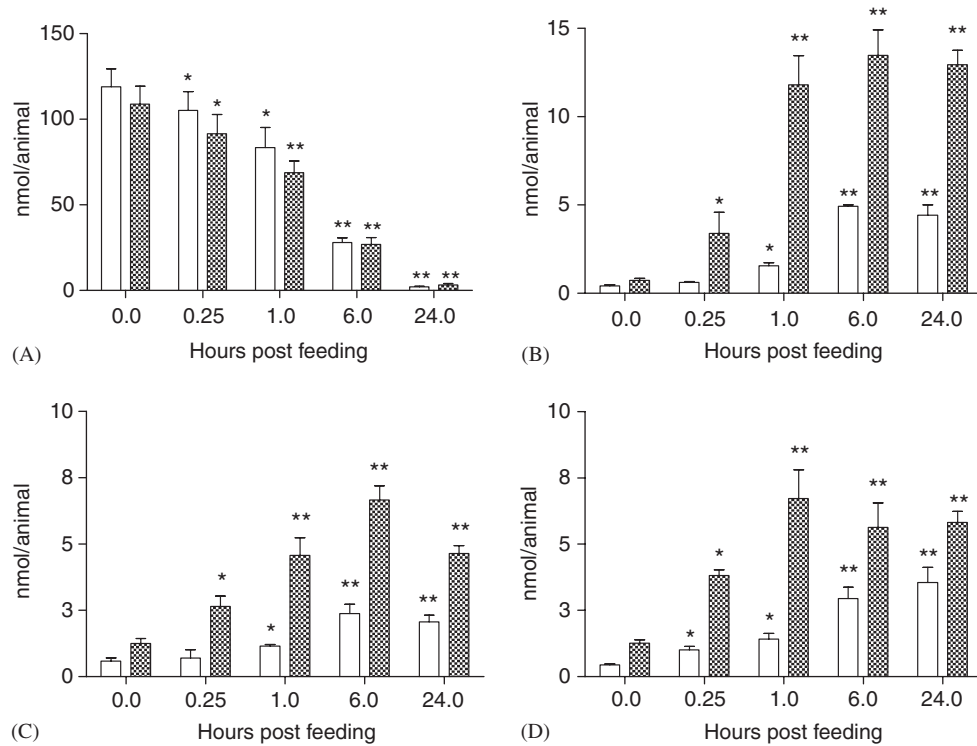 150
100
50
0
nmol/animal
* * * ** ** ** ** **
0.0 0.25 1.0 6.0 24.0
Hours post feeding
(A)
15
10
5
0
nmol/animal
* * ** ** ** ** **
0.0 0.25 1.0 6.0 24.0
Hours post feeding
(B)
10
8
5
3
0
nmol/animal
* * ** ** ** ** **
0.0 0.25 1.0 6.0 24.0
Hours post feeding
(C)
10
8
5
3
0
nmol/animal
* * * ** ** ** ** **
0.0 0.25 1.0 6.0 24.0
Hours post feeding
(D)